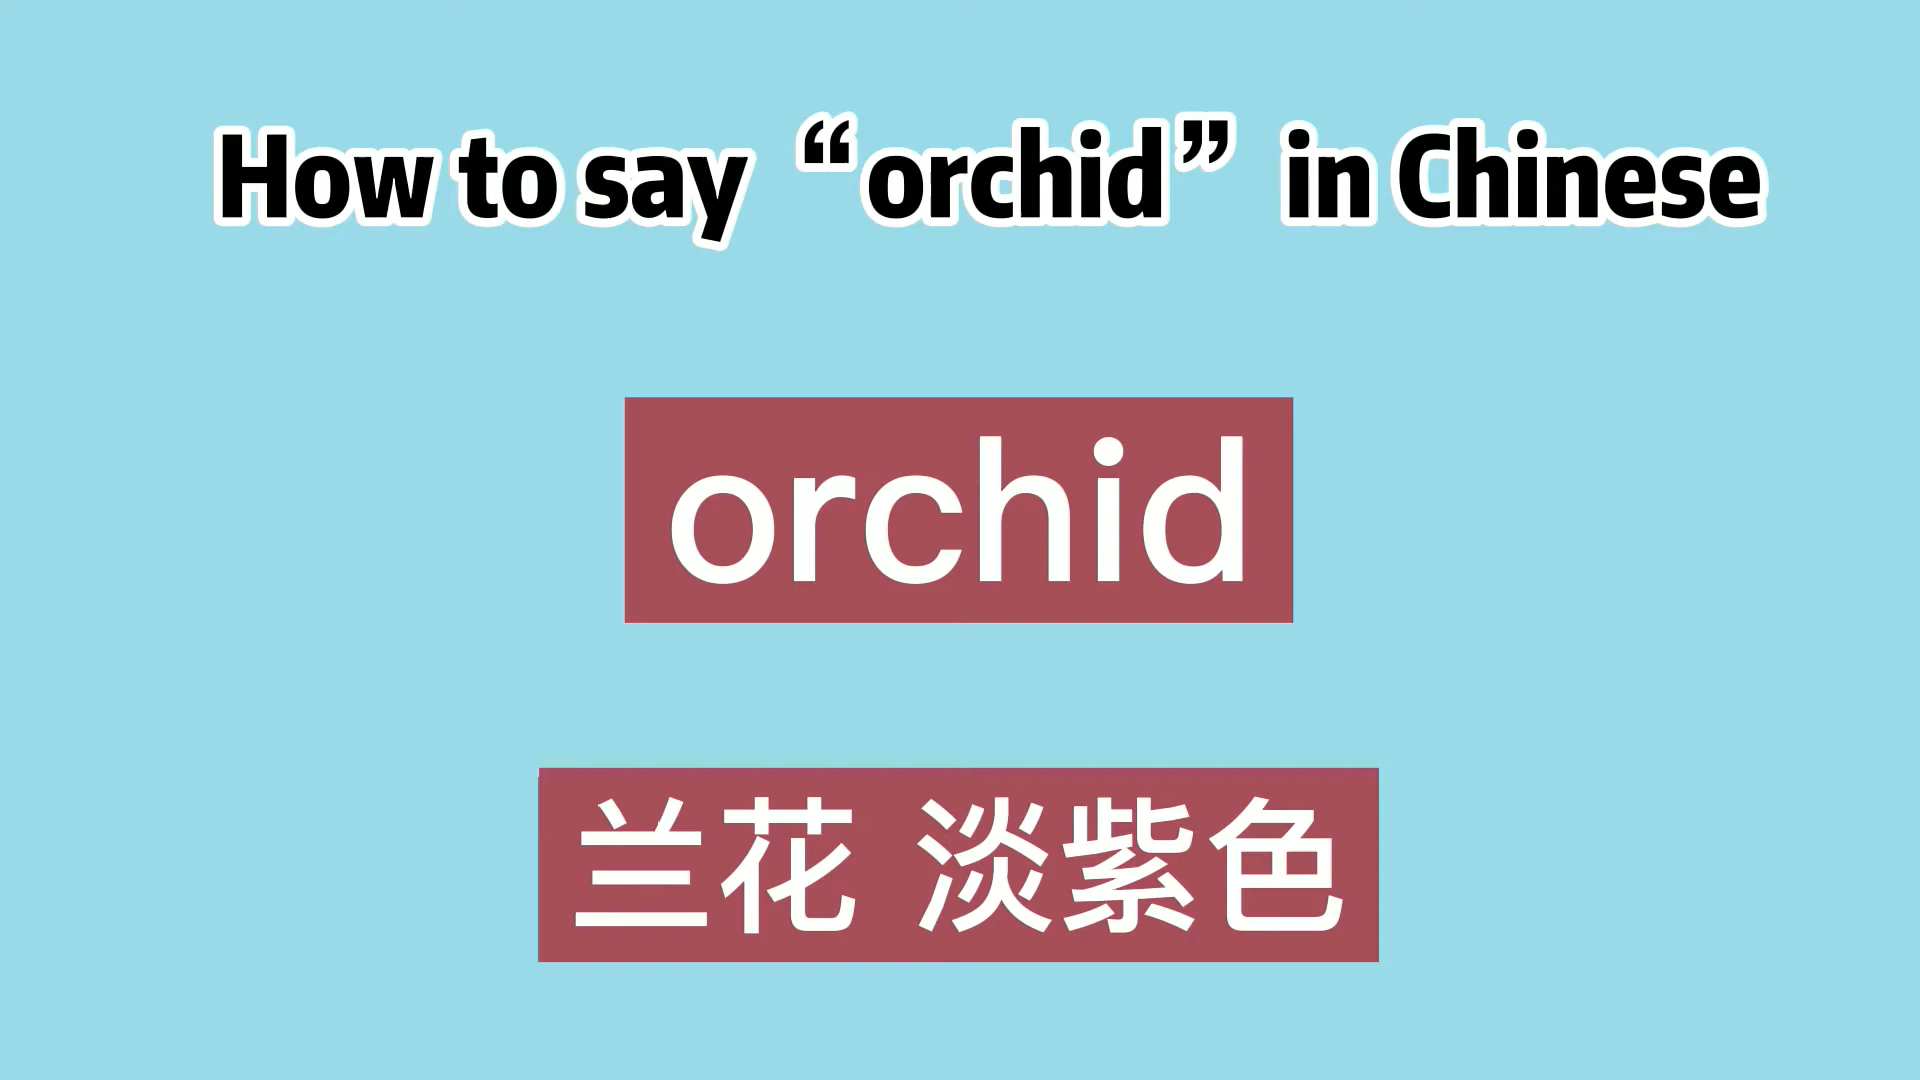 How to say “orchid” in Chinese
orchid
兰花 淡紫色